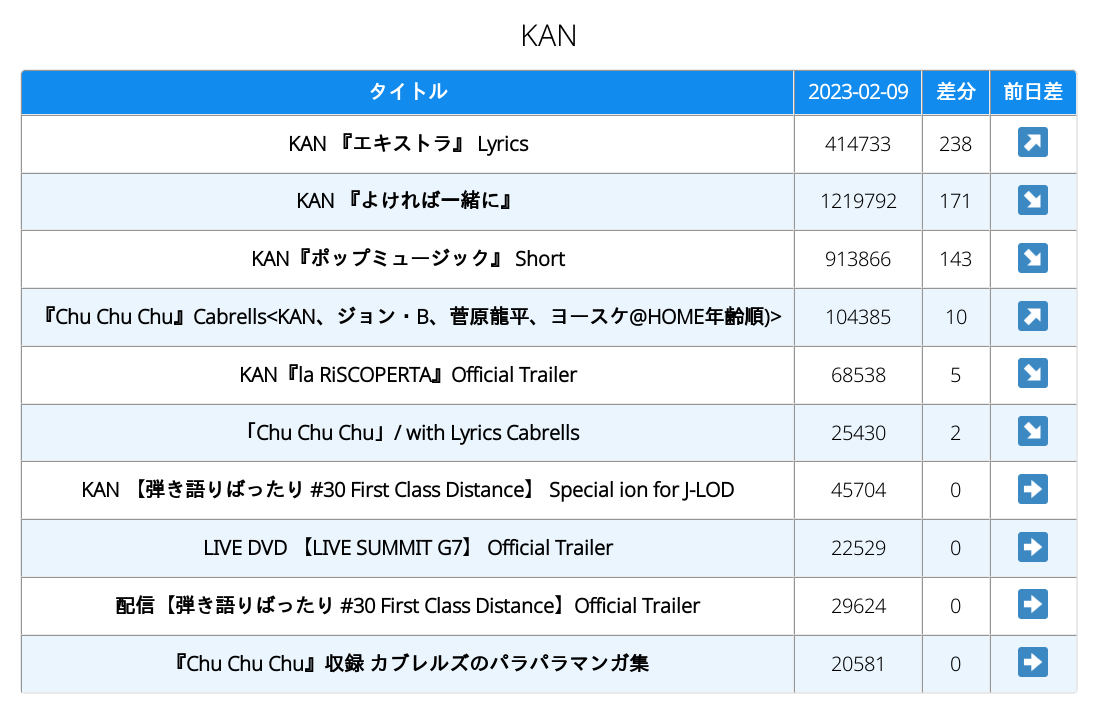 KAN
タイトル 2023-02-09 差分 前日差
KAN 『エキストラ』 Lyrics 414733 238 ↗
KAN 『よければ一緒に』 1219792 171 ↘
KAN『ポップミュージック』 Short 913866 143 ↘
『Chu Chu Chu』Cabrells<KAN、ジョン・B、菅原龍平、ヨースケ@HOME年齢順)> 104385 10 ↗
KAN『la RiSCOPERTA』Official Trailer 68538 5 ↘
「Chu Chu Chu」/ with Lyrics Cabrells 25430 2 ↘
KAN 【弾き語りばったり #30 First Class Distance】 Special ion for J-LOD 45704 0 ➡
LIVE DVD 【LIVE SUMMIT G7】 Official Trailer 22529 0 ➡
配信【弾き語りばったり #30 First Class Distance】Official Trailer 29624 0 ➡
『Chu Chu Chu』収録 カブレルズのパラパラマンガ集 20581 0 ➡